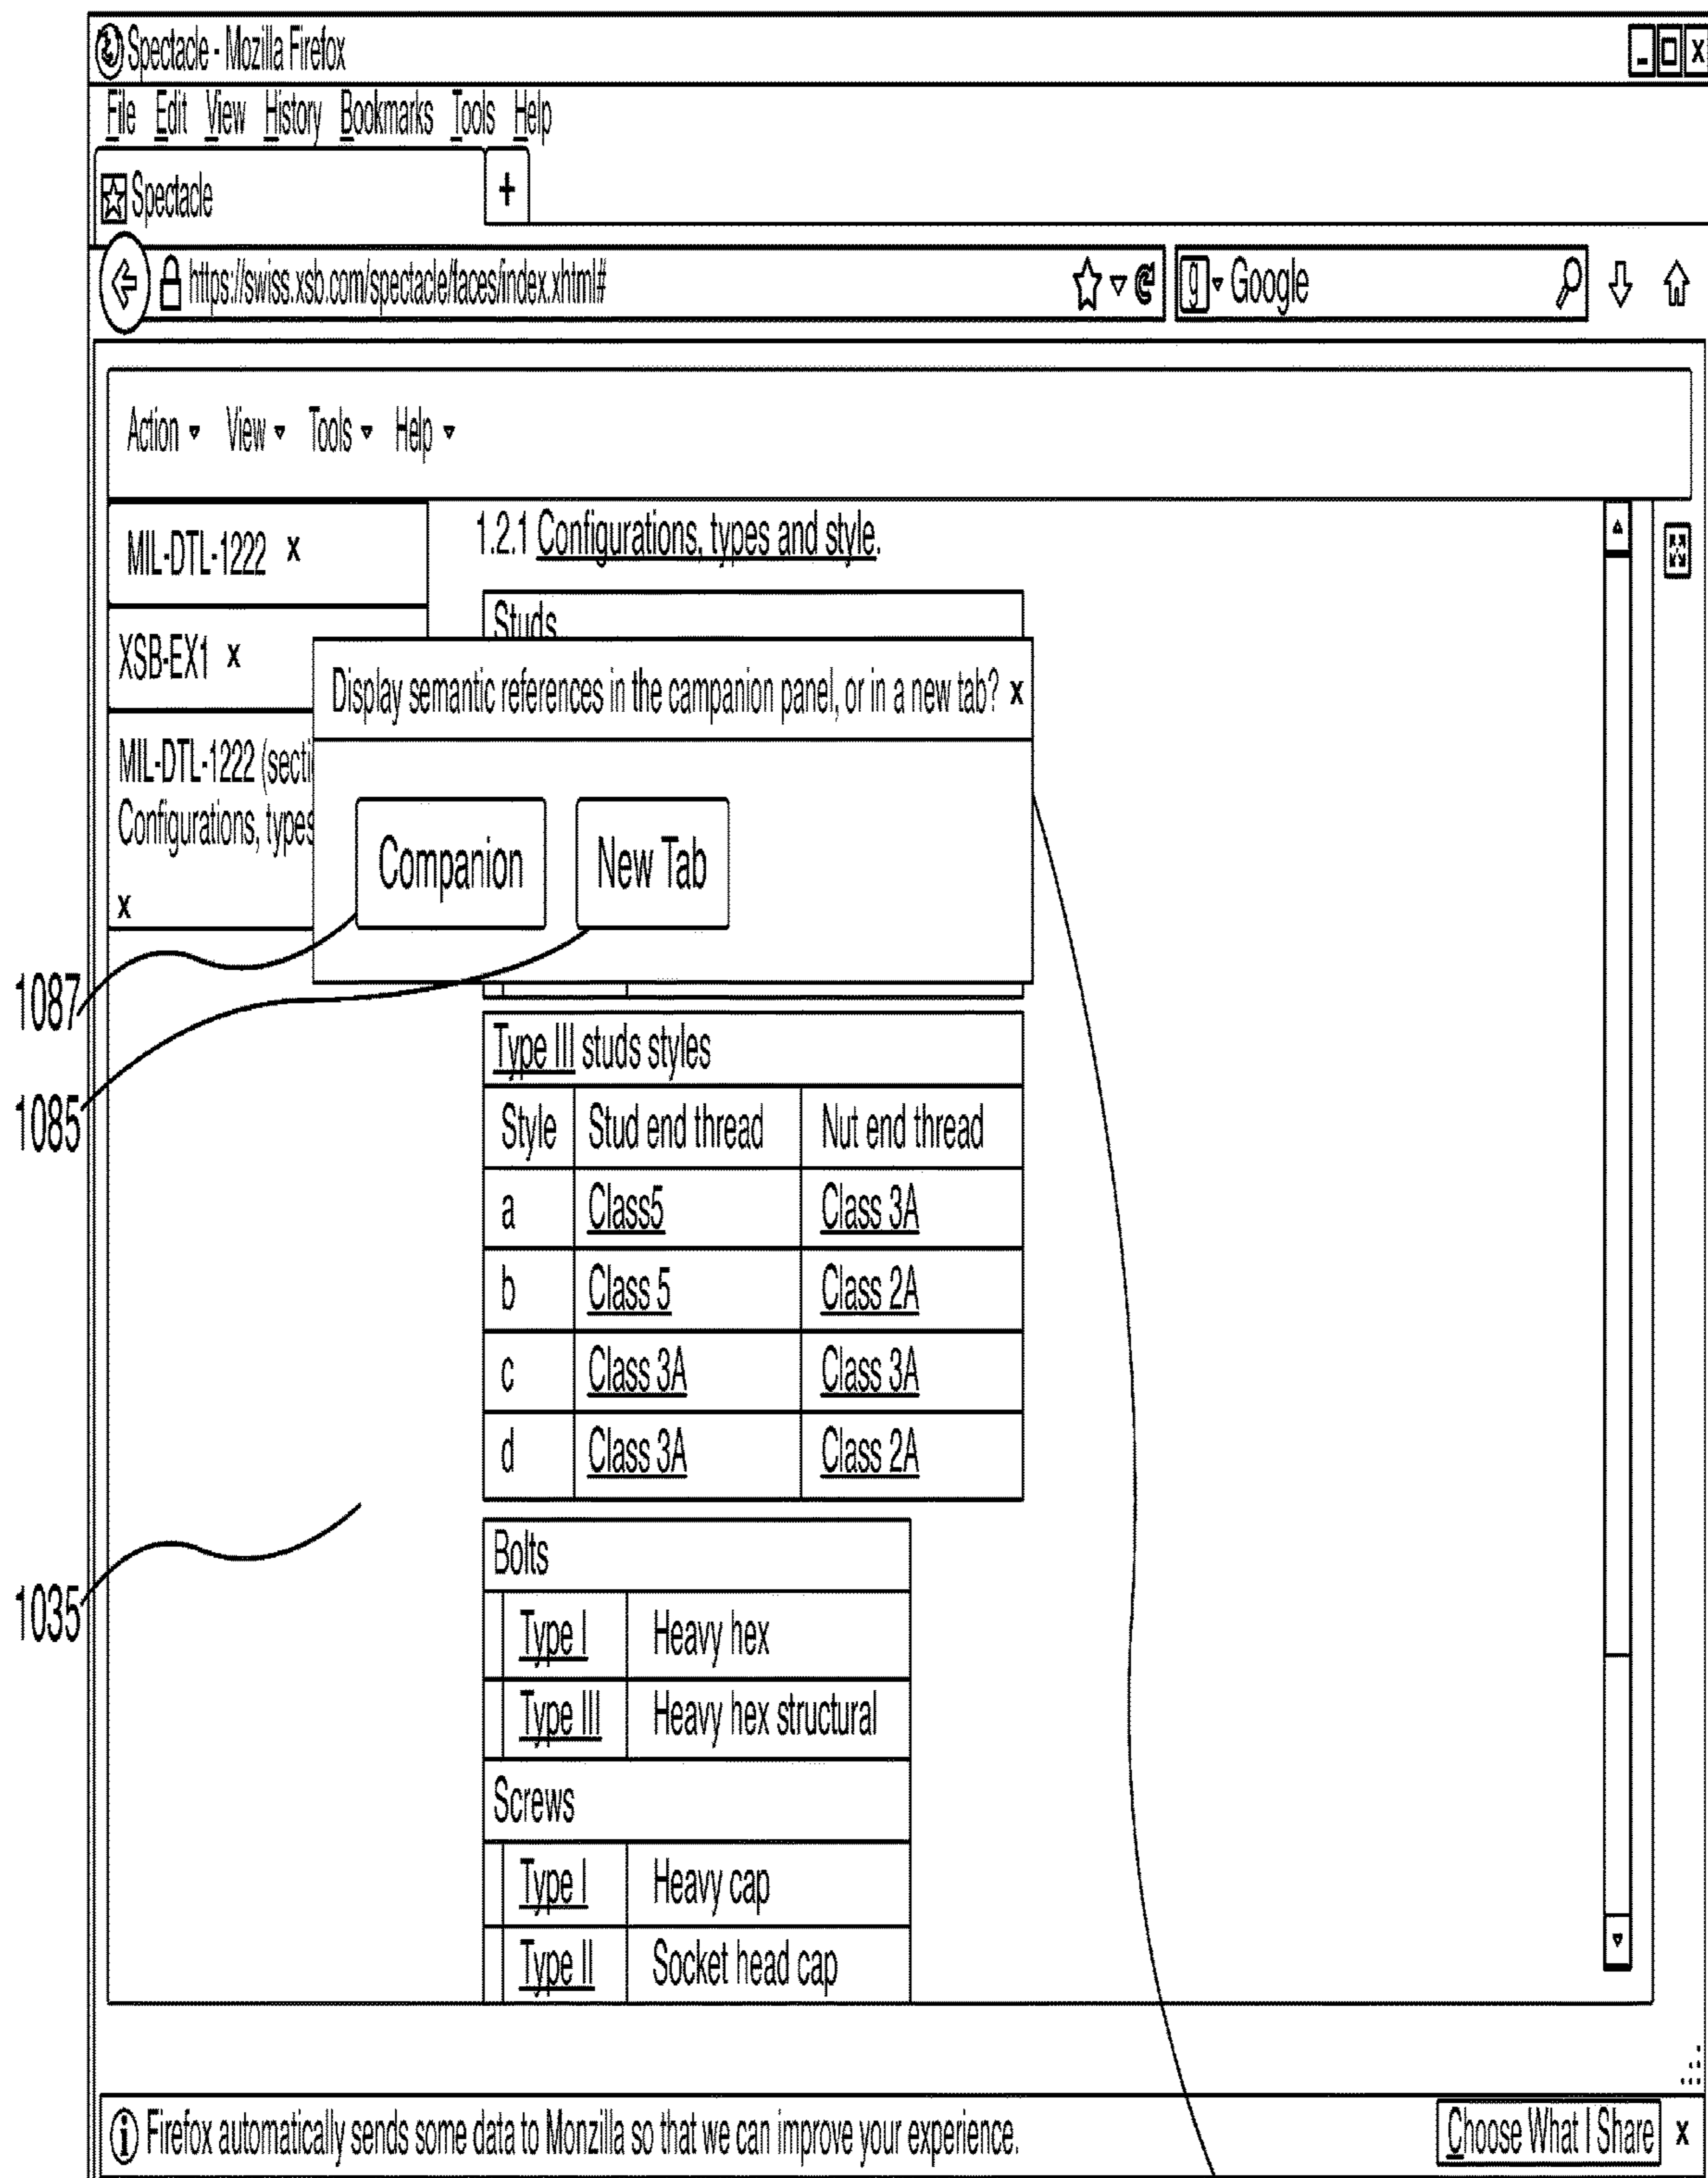 Spectacle - Mozilla Firefox
File Edit View History Bookmarks Tools Help
Spectacle +
https://swiss.xsb.com/spectacle/faces/index.xhtml#
g Google
Action View Tools Help
MIL-DTL-1222 x
XSB-EX1 x
MIL-DTL-1222 (secti
Configurations, types
x
1.2.1 Configurations, types and style.
Studs
Display semantic references in the campanion panel, or in a new tab? x
Companion New Tab
1087
1085
1035
Type III studs styles
Style Stud end thread Nut end thread
a Class5 Class 3A
b Class 5 Class 2A
c Class 3A Class 3A
d Class 3A Class 2A
Bolts
Type I Heavy hex
Type III Heavy hex structural
Screws
Type I Heavy cap
Type II Socket head cap
Firefox automatically sends some data to Monzilla so that we can improve your experience. Choose What I Share x